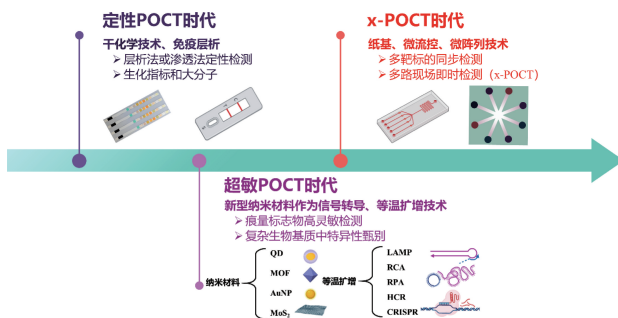 定性POCT时代
干化学技术、免疫层析
➢ 层析法或渗透法定性检测
➢ 生化指标和大分子
x-POCT时代
纸基、微流控、微阵列技术
➢ 多靶标的同步检测
➢ 多路现场即时检测（x-POCT）
超敏POCT时代
新型纳米材料作为信号转导、等温扩增技术
➢ 痕量标志物高灵敏检测
➢ 复杂生物基质中特异性甄别
纳米材料
QD
MOF
AuNP
MoS₂
等温扩增
LAMP
RCA
RPA
HCR
CRISPR